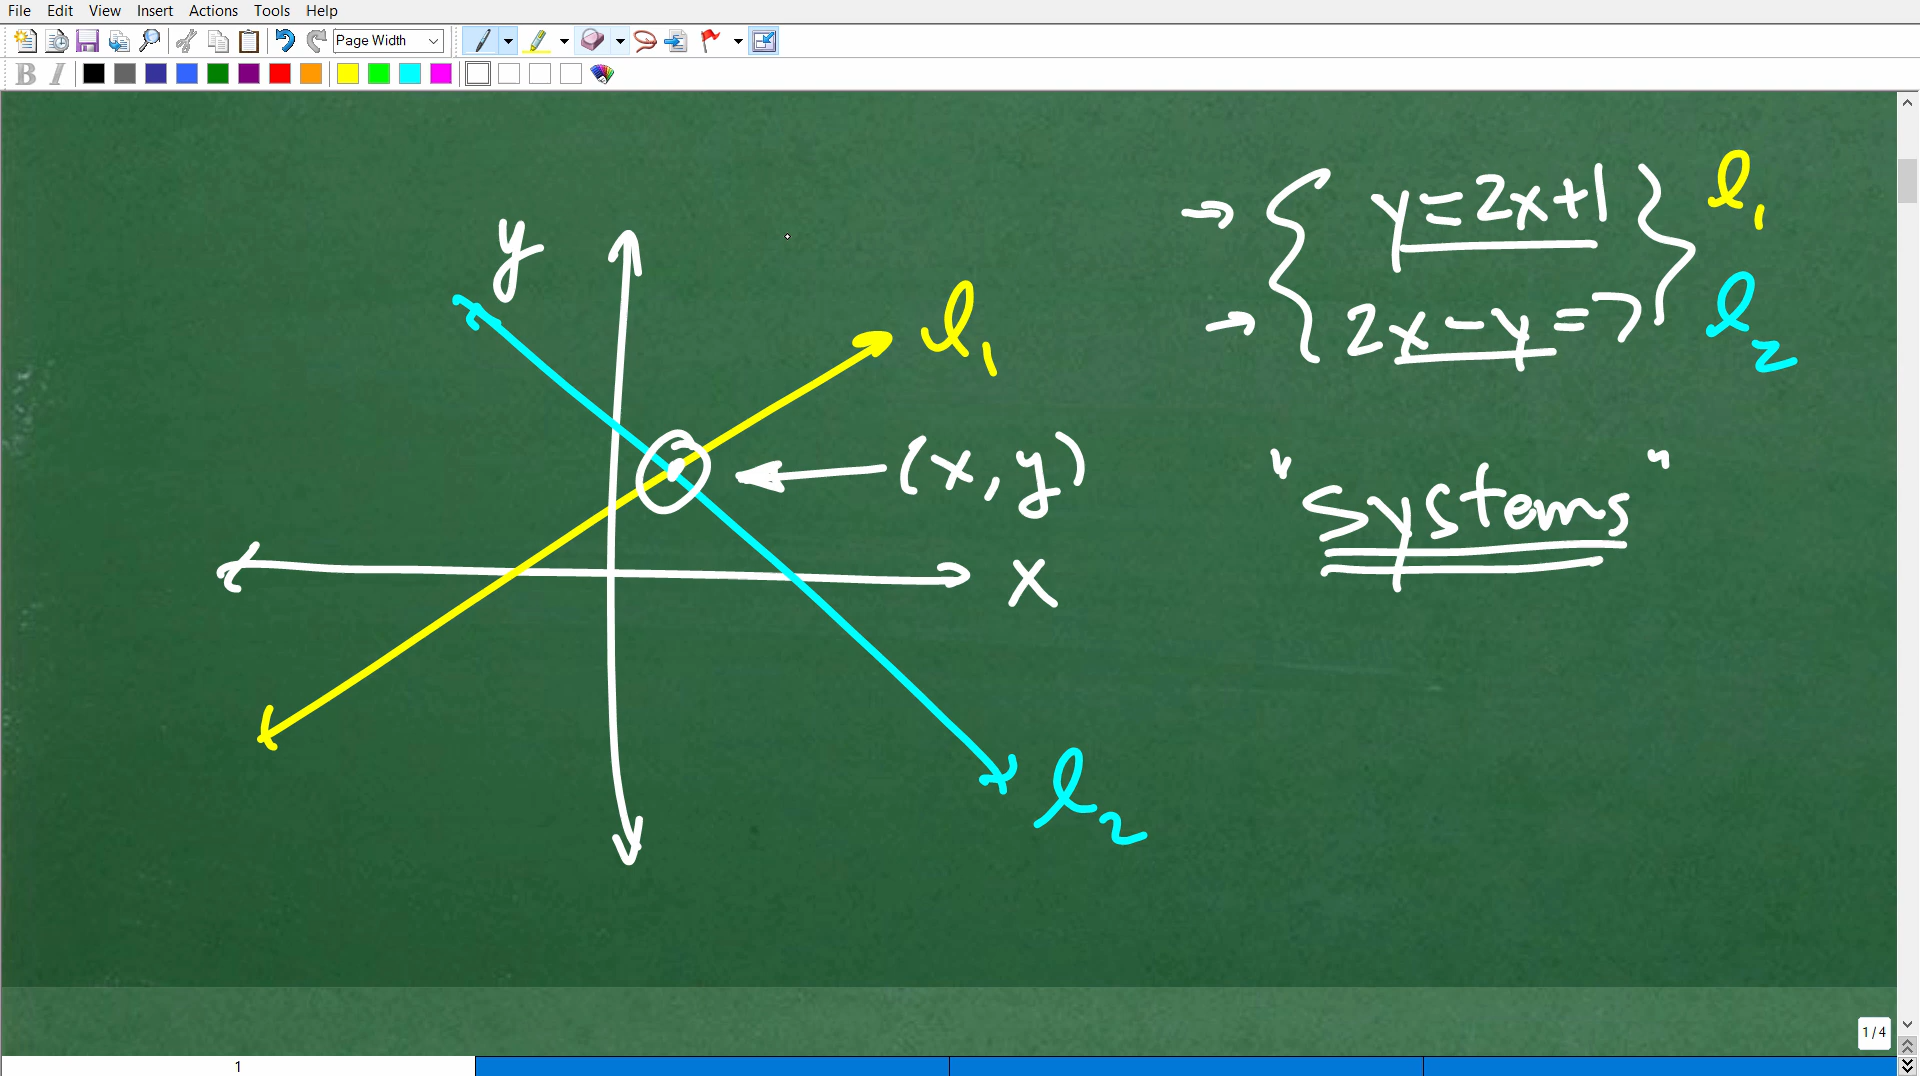 File Edit View Insert Actions Tools Help
Page Width
B I
y
l1
(x, y)
x
l2
y=2x+1 l1
2x-y=7 l2
"Systems"
1 / 4
1